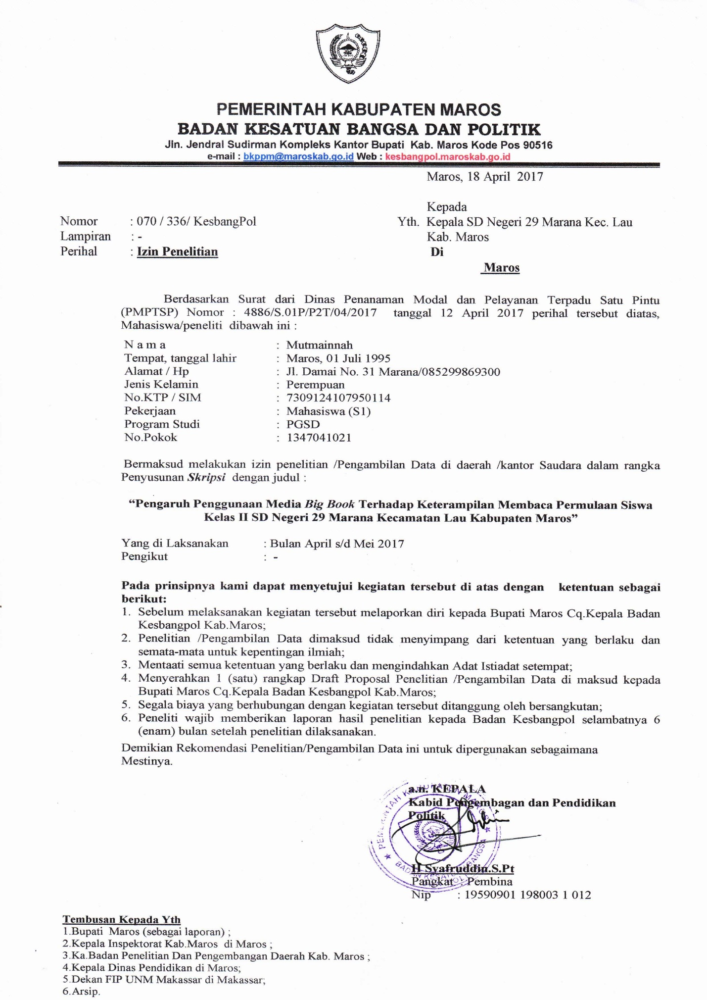 PEMERINTAH KABUPATEN MAROS
BADAN KESATUAN BANGSA DAN POLITIK
Jln. Jendral Sudirman Kompleks Kantor Bupati Kab. Maros Kode Pos 90516
e-mail : bkppm@maroskab.go.id Web : kesbangpol.maroskab.go.id
Maros, 18 April 2017
Kepada
Nomor : 070 / 336/ KesbangPol Yth. Kepala SD Negeri 29 Marana Kec. Lau
Lampiran : - Kab. Maros
Perihal : Izin Penelitian Di
Maros
Berdasarkan Surat dari Dinas Penanaman Modal dan Pelayanan Terpadu Satu Pintu
(PMPTSP) Nomor : 4886/S.01P/P2T/04/2017 tanggal 12 April 2017 perihal tersebut diatas,
Mahasiswa/peneliti dibawah ini :
N a m a : Mutmainnah
Tempat, tanggal lahir : Maros, 01 Juli 1995
Alamat / Hp : Jl. Damai No. 31 Marana/085299869300
Jenis Kelamin : Perempuan
No.KTP / SIM : 7309124107950114
Pekerjaan : Mahasiswa (S1)
Program Studi : PGSD
No.Pokok : 1347041021
Bermaksud melakukan izin penelitian /Pengambilan Data di daerah /kantor Saudara dalam rangka
Penyusunan Skripsi dengan judul :
“Pengaruh Penggunaan Media Big Book Terhadap Keterampilan Membaca Permulaan Siswa
Kelas II SD Negeri 29 Marana Kecamatan Lau Kabupaten Maros”
Yang di Laksanakan : Bulan April s/d Mei 2017
Pengikut : -
Pada prinsipnya kami dapat menyetujui kegiatan tersebut di atas dengan ketentuan sebagai
berikut:
1. Sebelum melaksanakan kegiatan tersebut melaporkan diri kepada Bupati Maros Cq.Kepala Badan
Kesbangpol Kab.Maros;
2. Penelitian /Pengambilan Data dimaksud tidak menyimpang dari ketentuan yang berlaku dan
semata-mata untuk kepentingan ilmiah;
3. Mentaati semua ketentuan yang berlaku dan mengindahkan Adat Istiadat setempat;
4. Menyerahkan 1 (satu) rangkap Draft Proposal Penelitian /Pengambilan Data di maksud kepada
Bupati Maros Cq.Kepala Badan Kesbangpol Kab.Maros;
5. Segala biaya yang berhubungan dengan kegiatan tersebut ditanggung oleh bersangkutan;
6. Peneliti wajib memberikan laporan hasil penelitian kepada Badan Kesbangpol selambatnya 6
(enam) bulan setelah penelitian dilaksanakan.
Demikian Rekomendasi Penelitian/Pengambilan Data ini untuk dipergunakan sebagaimana
Mestinya.
a.n. KEPALA
Kabid Pengembagan dan Pendidikan
Politik
PEMERINTAH KABUPATEN MAROS
BADAN KESATUAN BANGSA
H Syafruddin.S.Pt
Pangkat : Pembina
Nip : 19590901 198003 1 012
Tembusan Kepada Yth
1.Bupati Maros (sebagai laporan) ;
2.Kepala Inspektorat Kab.Maros di Maros ;
3.Ka.Badan Penelitian Dan Pengembangan Daerah Kab. Maros ;
4.Kepala Dinas Pendidikan di Maros;
5.Dekan FIP UNM Makassar di Makassar;
6.Arsip.